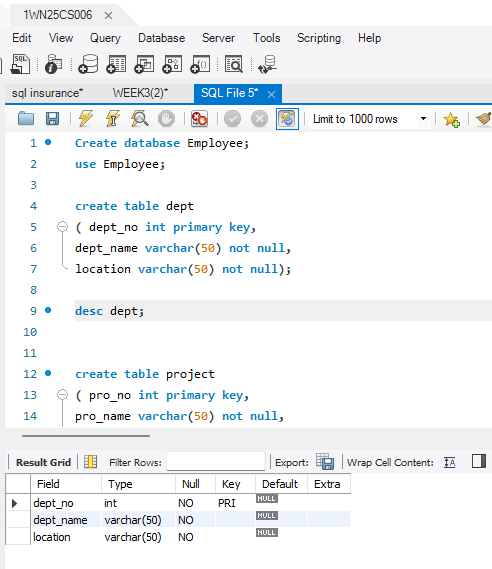 1WN25CS006
Edit View Query Database Server Tools Scripting Help
sql insurance* WEEK3(2)* SQL File 5*
Limit to 1000 rows
1 Create database Employee;
2 use Employee;
3
4 create table dept
5 ( dept_no int primary key,
6 dept_name varchar(50) not null,
7 location varchar(50) not null);
8
9 desc dept;
10
11
12 create table project
13 ( pro_no int primary key,
14 pro_name varchar(50) not null,
Result Grid Filter Rows: Export: Wrap Cell Content:
Field Type Null Key Default Extra
dept_no int NO PRI NULL
dept_name varchar(50) NO NULL
location varchar(50) NO NULL